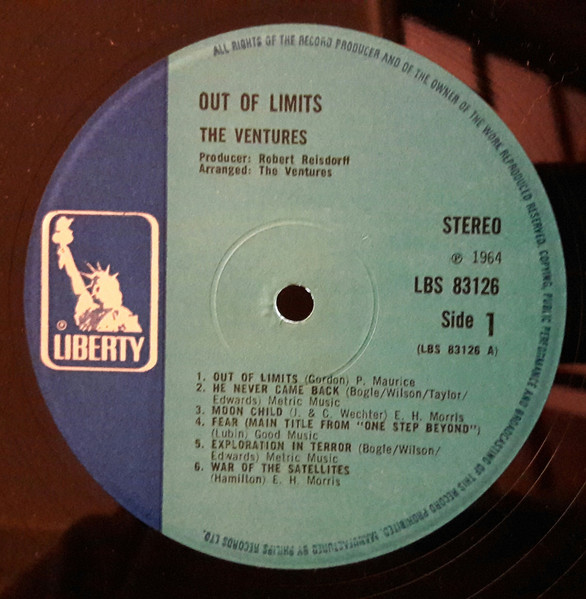 ALL RIGHTS OF THE RECORD PRODUCER AND OF THE OWNER OF THE WORK REPRODUCED RESERVED. COPYING, PUBLIC PERFORMANCE AND BROADCASTING OF THIS RECORD PROHIBITED. MANUFACTURED BY PHILIPS RECORDS LTD.
OUT OF LIMITS
THE VENTURES
Producer: Robert Reisdorff
Arranged: The Ventures
STEREO
℗ 1964
LBS 83126
Side 1
(LBS 83126 A)
® LIBERTY
1. OUT OF LIMITS (Gordon) P. Maurice
2. HE NEVER CAME BACK (Bogle/Wilson/Taylor/
Edwards) Metric Music
3. MOON CHILD (J. & C. Wechter) E. H. Morris
4. FEAR (MAIN TITLE FROM "ONE STEP BEYOND")
(Lubin) Good Music
5. EXPLORATION IN TERROR (Bogle/Wilson/
Edwards) Metric Music
6. WAR OF THE SATELLITES
(Hamilton) E. H. Morris